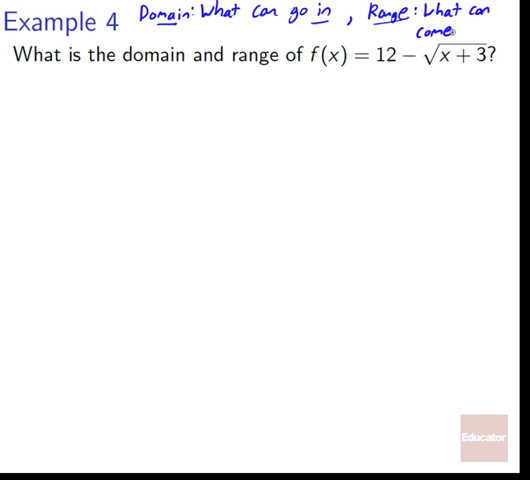 Example 4 Domain: What can go in, Range: What can
come
What is the domain and range of f(x) = 12 − √x + 3?
Educator